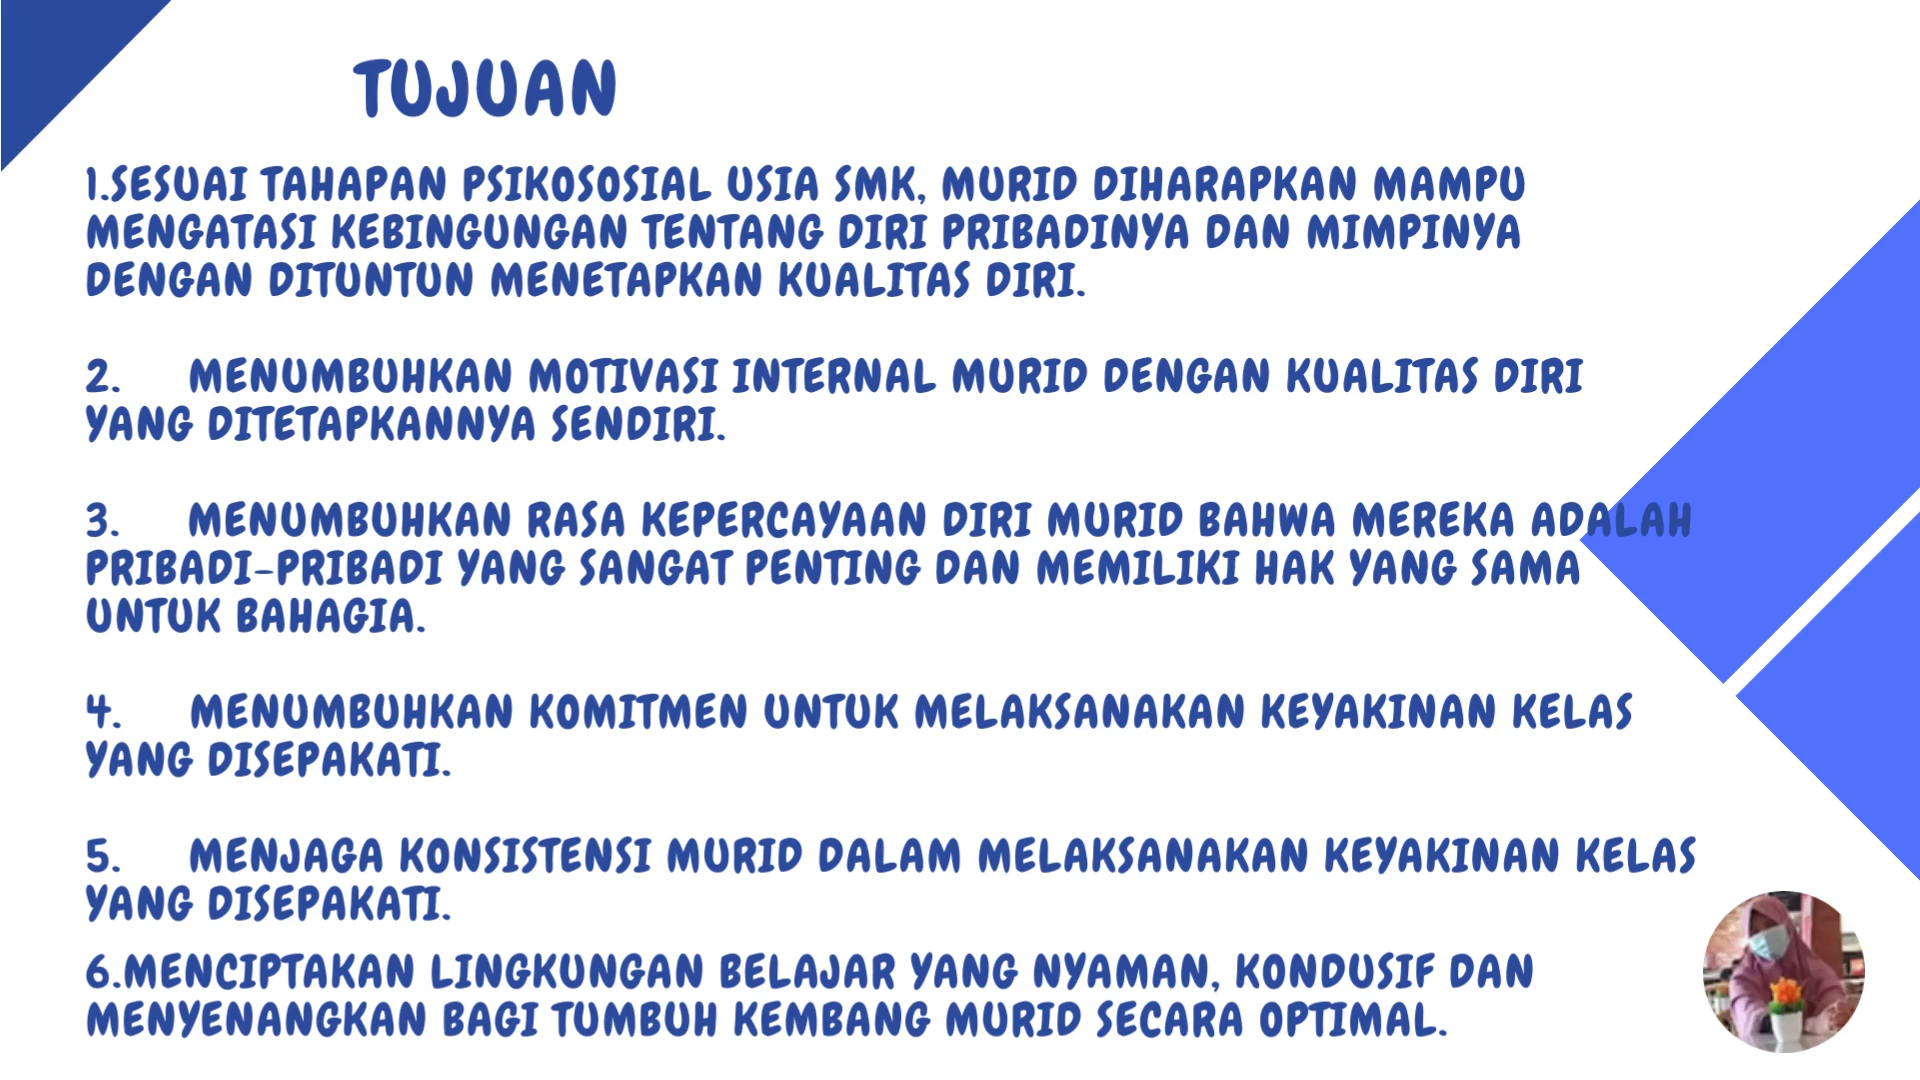 TUJUAN
1.SESUAI TAHAPAN PSIKOSOSIAL USIA SMK, MURID DIHARAPKAN MAMPU
MENGATASI KEBINGUNGAN TENTANG DIRI PRIBADINYA DAN MIMPINYA
DENGAN DITUNTUN MENETAPKAN KUALITAS DIRI.
2. MENUMBUHKAN MOTIVASI INTERNAL MURID DENGAN KUALITAS DIRI
YANG DITETAPKANNYA SENDIRI.
3. MENUMBUHKAN RASA KEPERCAYAAN DIRI MURID BAHWA MEREKA ADALAH
PRIBADI-PRIBADI YANG SANGAT PENTING DAN MEMILIKI HAK YANG SAMA
UNTUK BAHAGIA.
4. MENUMBUHKAN KOMITMEN UNTUK MELAKSANAKAN KEYAKINAN KELAS
YANG DISEPAKATI.
5. MENJAGA KONSISTENSI MURID DALAM MELAKSANAKAN KEYAKINAN KELAS
YANG DISEPAKATI.
6.MENCIPTAKAN LINGKUNGAN BELAJAR YANG NYAMAN, KONDUSIF DAN
MENYENANGKAN BAGI TUMBUH KEMBANG MURID SECARA OPTIMAL.